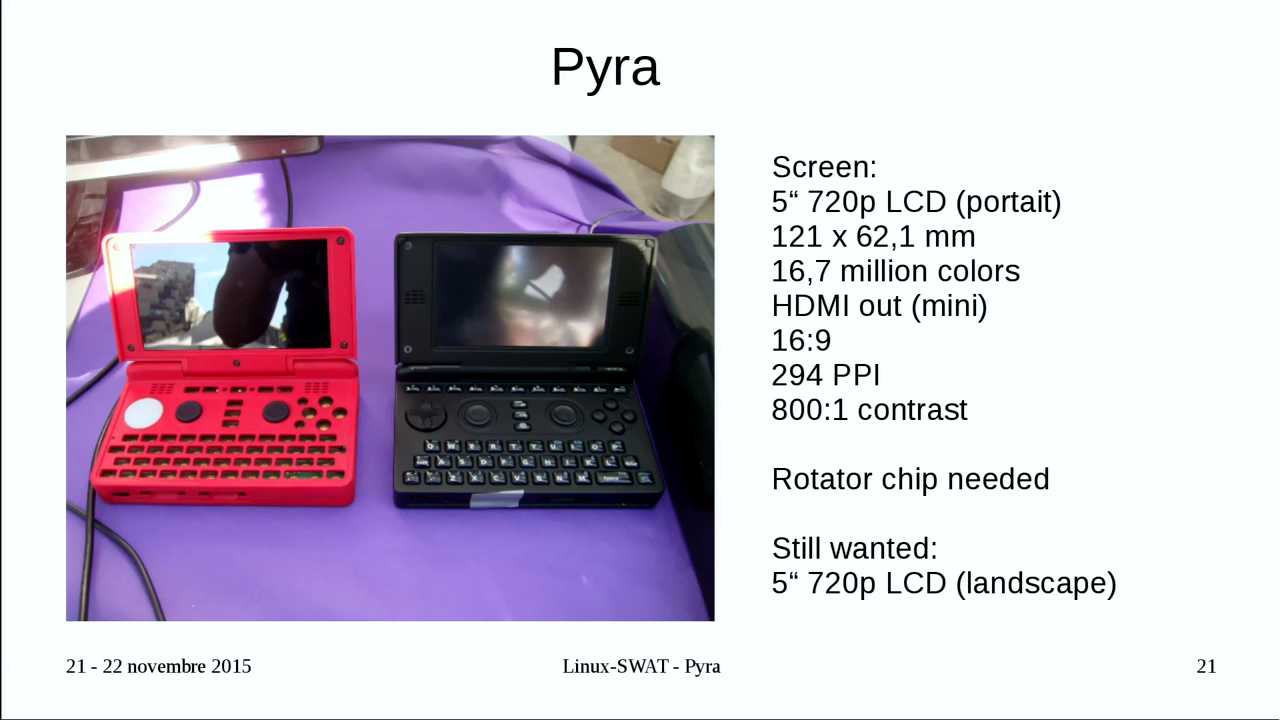 Pyra
Screen:
5“ 720p LCD (portait)
121 x 62,1 mm
16,7 million colors
HDMI out (mini)
16:9
294 PPI
800:1 contrast
Rotator chip needed
Still wanted:
5“ 720p LCD (landscape)
21 - 22 novembre 2015
Linux-SWAT - Pyra
21